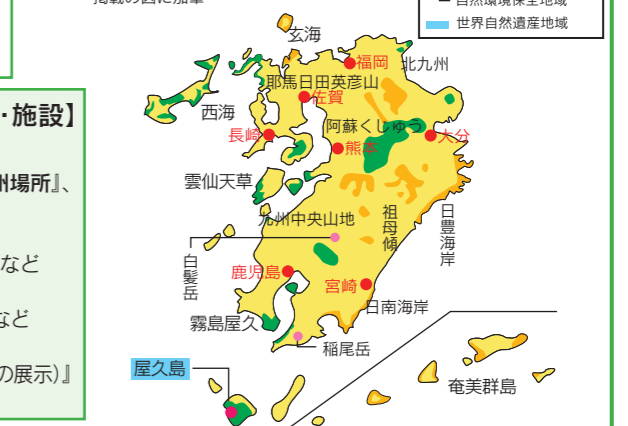 自然環境保全地域
世界自然遺産地域
・施設】
州場所』、
など
など
の展示)』
玄海
福岡
北九州
耶馬日田英彦山
佐賀
西海
阿蘇くじゅう
長崎
大分
熊本
雲仙天草
九州中央山地
祖母傾
日豊海岸
白髪岳
鹿児島
宮崎
日南海岸
霧島屋久
稲尾岳
屋久島
奄美群島